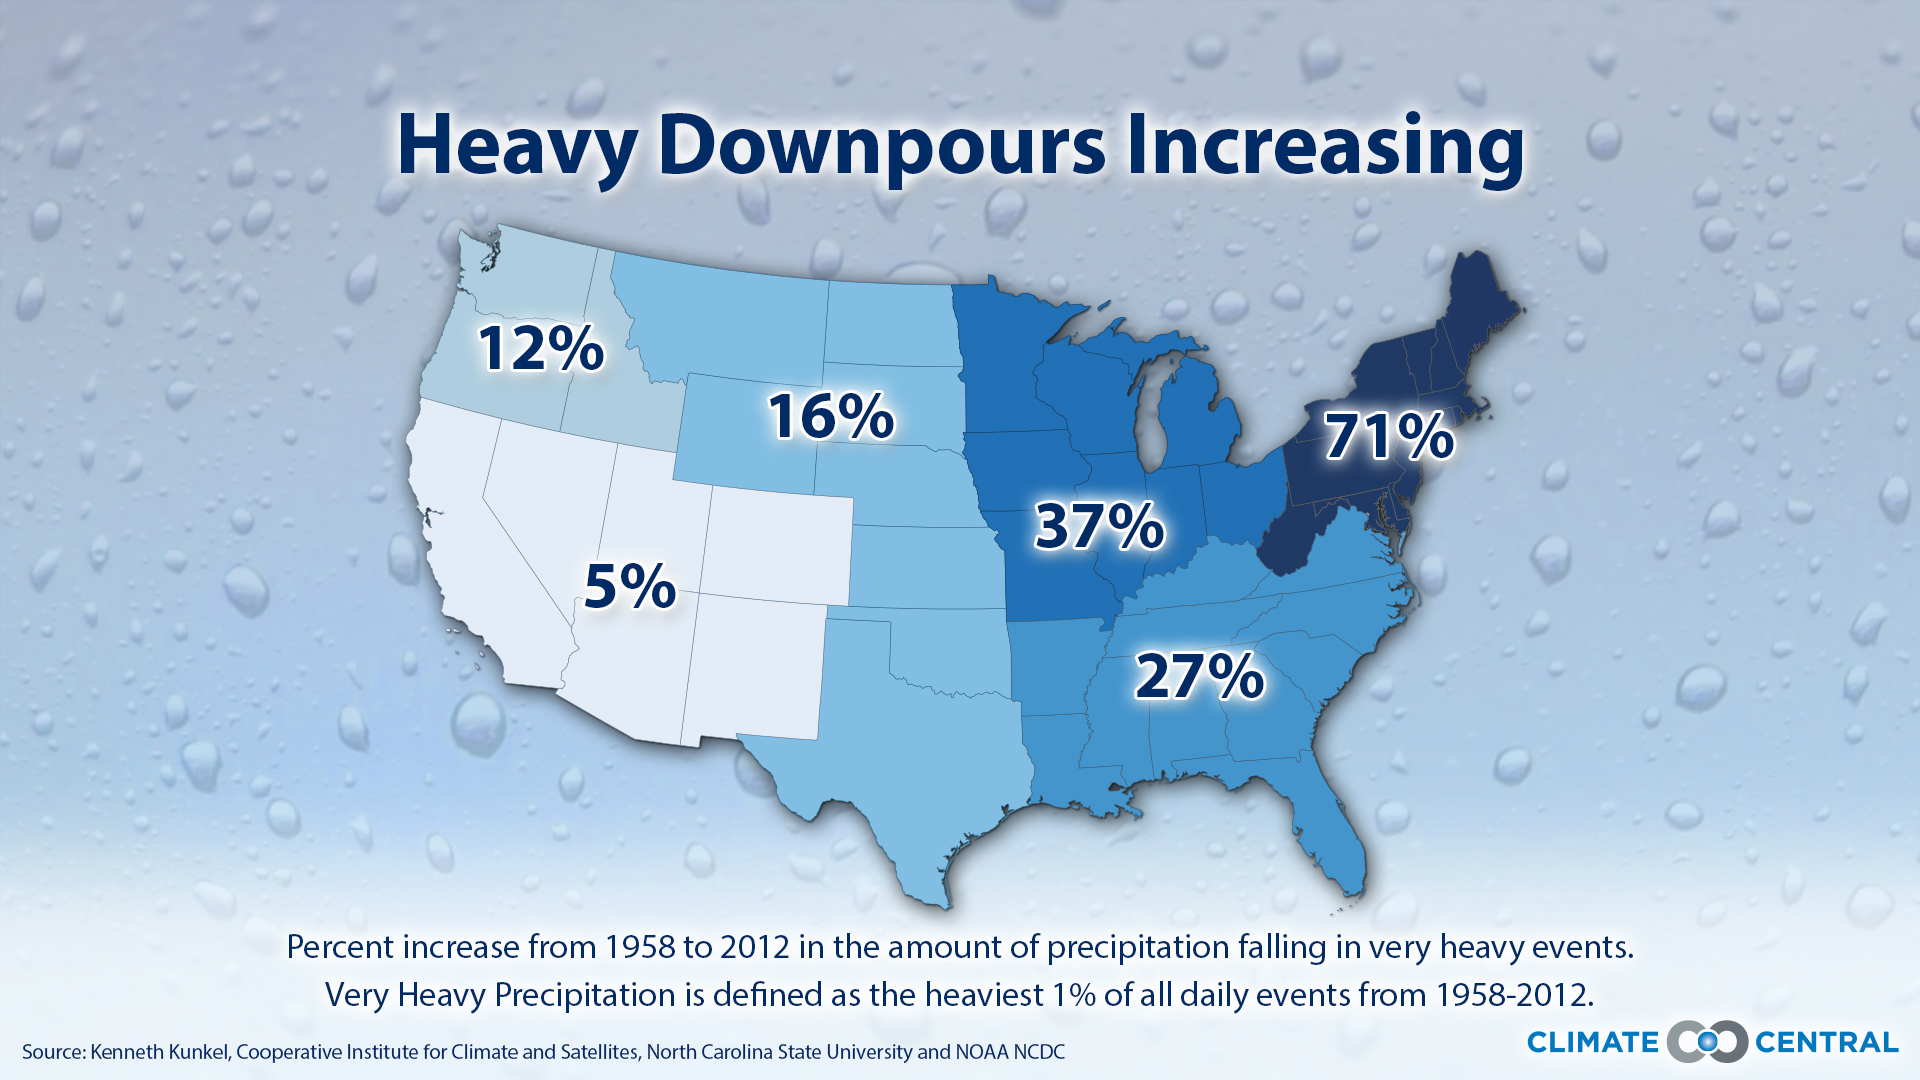 Heavy Downpours Increasing
12%
16%
71%
37%
5%
27%
Percent increase from 1958 to 2012 in the amount of precipitation falling in very heavy events.
Very Heavy Precipitation is defined as the heaviest 1% of all daily events from 1958-2012.
Source: Kenneth Kunkel, Cooperative Institute for Climate and Satellites, North Carolina State University and NOAA NCDC
CLIMATE CENTRAL